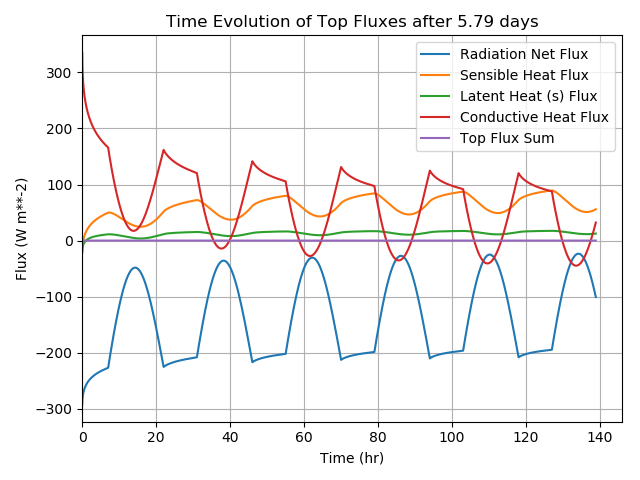 Time Evolution of Top Fluxes after 5.79 days
Radiation Net Flux
Sensible Heat Flux
Latent Heat (s) Flux
Conductive Heat Flux
Top Flux Sum
Flux (W m**-2)
300
200
100
0
−100
−200
−300
0 20 40 60 80 100 120 140
Time (hr)